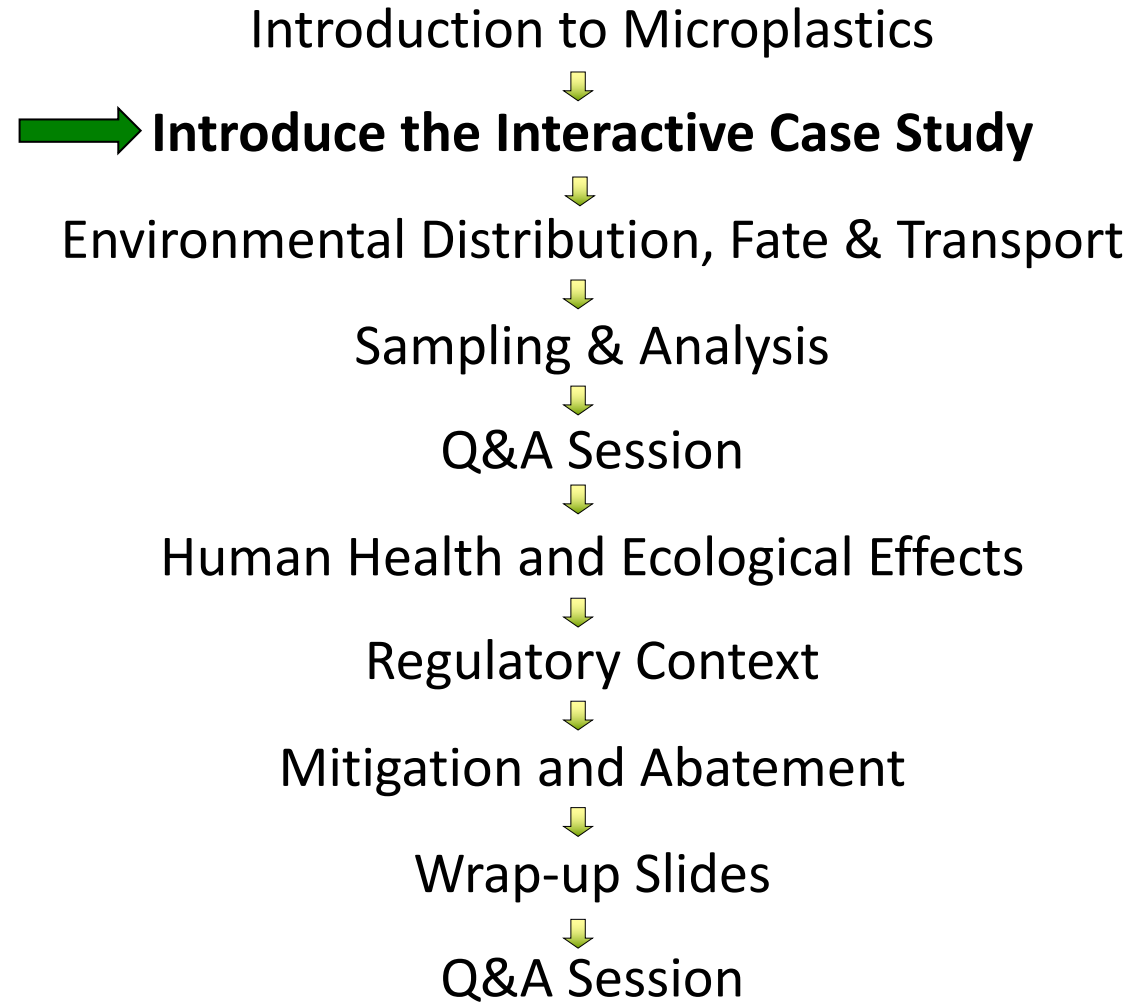 Introduction to Microplastics
Introduce the Interactive Case Study
Environmental Distribution, Fate & Transport
Sampling & Analysis
Q&A Session
Human Health and Ecological Effects
Regulatory Context
Mitigation and Abatement
Wrap-up Slides
Q&A Session